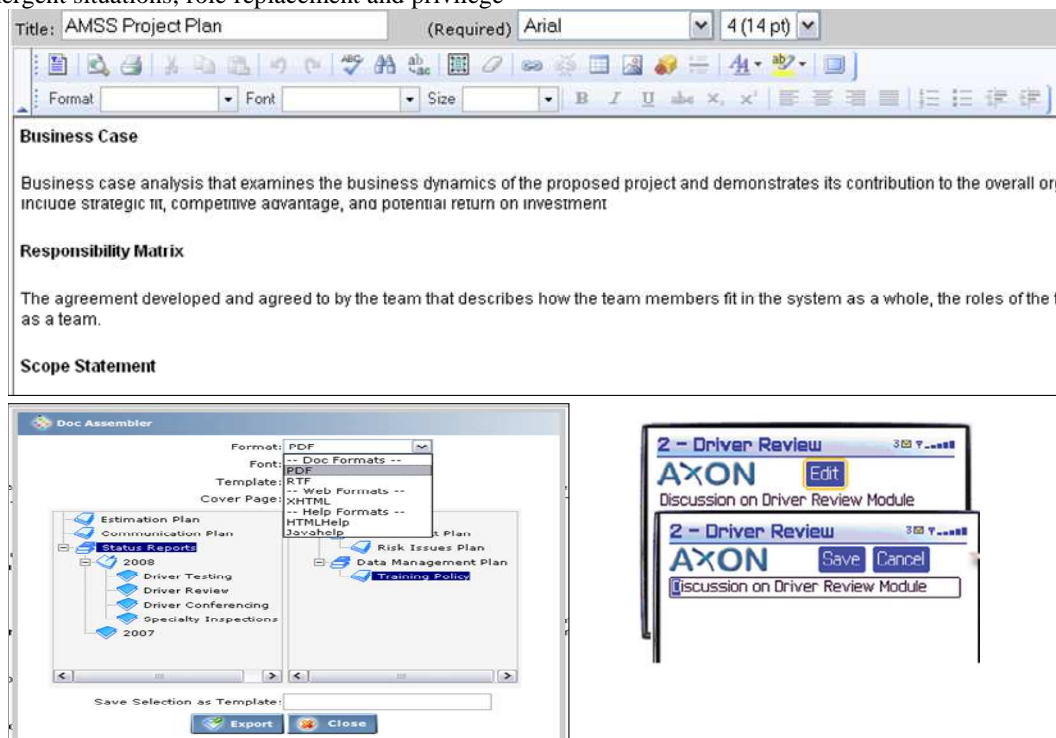 ergent situations, role replacement and privilege
Title: AMSS Project Plan (Required) Arial 4 (14 pt)
Format Font Size
Business Case
Business case analysis that examines the business dynamics of the proposed project and demonstrates its contribution to the overall or
include strategic fit, competitive advantage, and potential return on investment
Responsibility Matrix
The agreement developed and agreed to by the team that describes how the team members fit in the system as a whole, the roles of the
as a team.
Scope Statement
Doc Assembler
Format: PDF
Font: -- Doc Formats --
PDF
Template: RTF
-- Web Formats --
Cover Page: XHTML
-- Help Formats --
HTMLHelp
Javahelp
Estimation Plan
Communication Plan
Status Reports
2008
Driver Testing
Driver Review
Driver Conferencing
Specialty Inspections
2007
t Plan
Risk Issues Plan
Data Management Plan
Training Policy
Save Selection as Template:
Export Close
2 - Driver Review
AXON Edit
Discussion on Driver Review Module
2 - Driver Review
AXON Save Cancel
Discussion on Driver Review Module